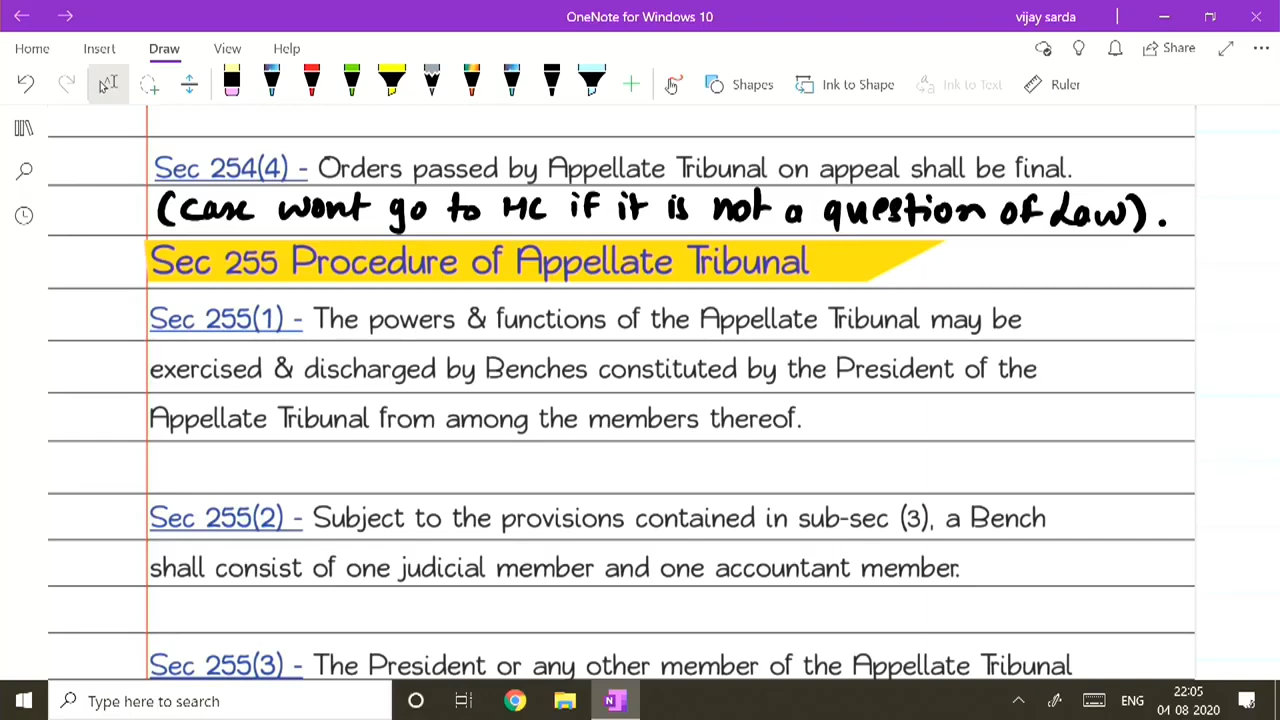 OneNote for Windows 10
vijay sarda
Home Insert Draw View Help
Share
Shapes Ink to Shape Ink to Text Ruler
Sec 254(4) - Orders passed by Appellate Tribunal on appeal shall be final.
(Case wont go to HC if it is not a question of Law).
Sec 255 Procedure of Appellate Tribunal
Sec 255(1) - The powers & functions of the Appellate Tribunal may be
exercised & discharged by Benches constituted by the President of the
Appellate Tribunal from among the members thereof.
Sec 255(2) - Subject to the provisions contained in sub-sec (3), a Bench
shall consist of one judicial member and one accountant member.
Sec 255(3) - The President or any other member of the Appellate Tribunal
Type here to search
ENG
22:05
04-08-2020